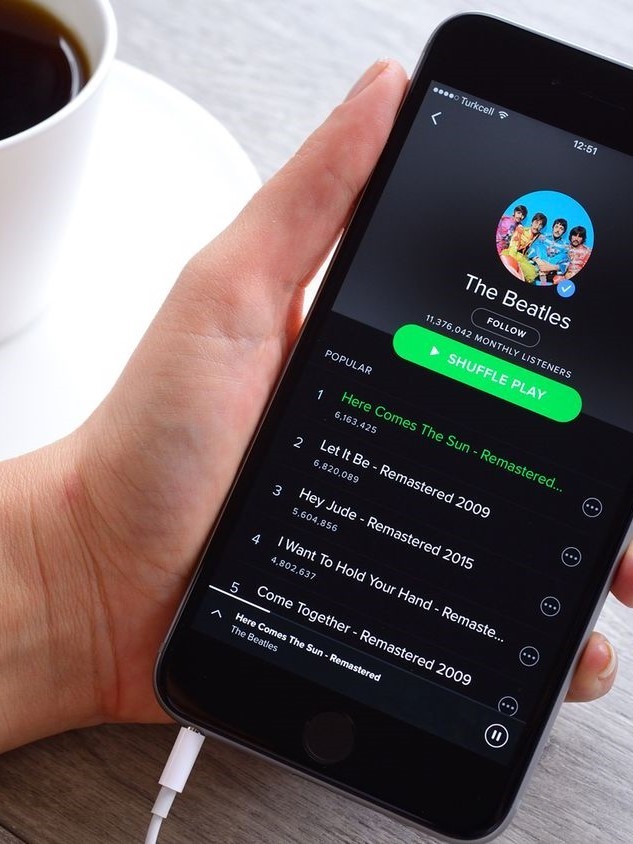 Turkcell
12:51
The Beatles
FOLLOW
11,376,042 MONTHLY LISTENERS
SHUFFLE PLAY
POPULAR
1 Here Comes The Sun - Remastered...
6,163,425
2 Let It Be - Remastered 2009
6,820,089
3 Hey Jude - Remastered 2015
5,604,856
4 I Want To Hold Your Hand - Remaste...
4,802,637
5 Come Together - Remastered 2009
Here Comes The Sun - Remastered
The Beatles